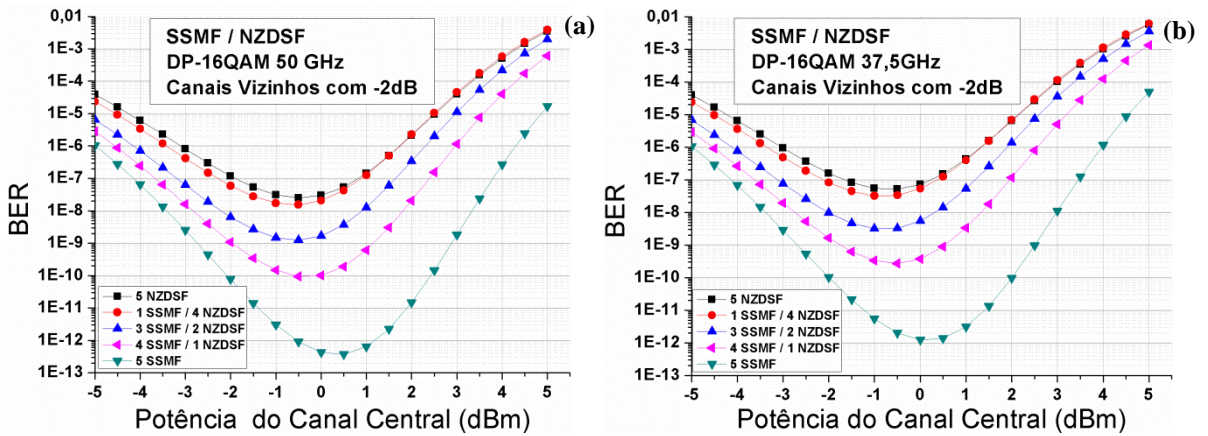 (a)
SSMF / NZDSF
DP-16QAM 50 GHz
Canais Vizinhos com -2dB
BER
0,01
1E-3
1E-4
1E-5
1E-6
1E-7
1E-8
1E-9
1E-10
1E-11
1E-12
1E-13
5 NZDSF
1 SSMF / 4 NZDSF
3 SSMF / 2 NZDSF
4 SSMF / 1 NZDSF
5 SSMF
-5 -4 -3 -2 -1 0 1 2 3 4 5
Potência do Canal Central (dBm)
(b)
SSMF / NZDSF
DP-16QAM 37,5GHz
Canais Vizinhos com -2dB
BER
0,01
1E-3
1E-4
1E-5
1E-6
1E-7
1E-8
1E-9
1E-10
1E-11
1E-12
1E-13
5 NZDSF
1 SSMF / 4 NZDSF
3 SSMF / 2 NZDSF
4 SSMF / 1 NZDSF
5 SSMF
-5 -4 -3 -2 -1 0 1 2 3 4 5
Potência do Canal Central (dBm)